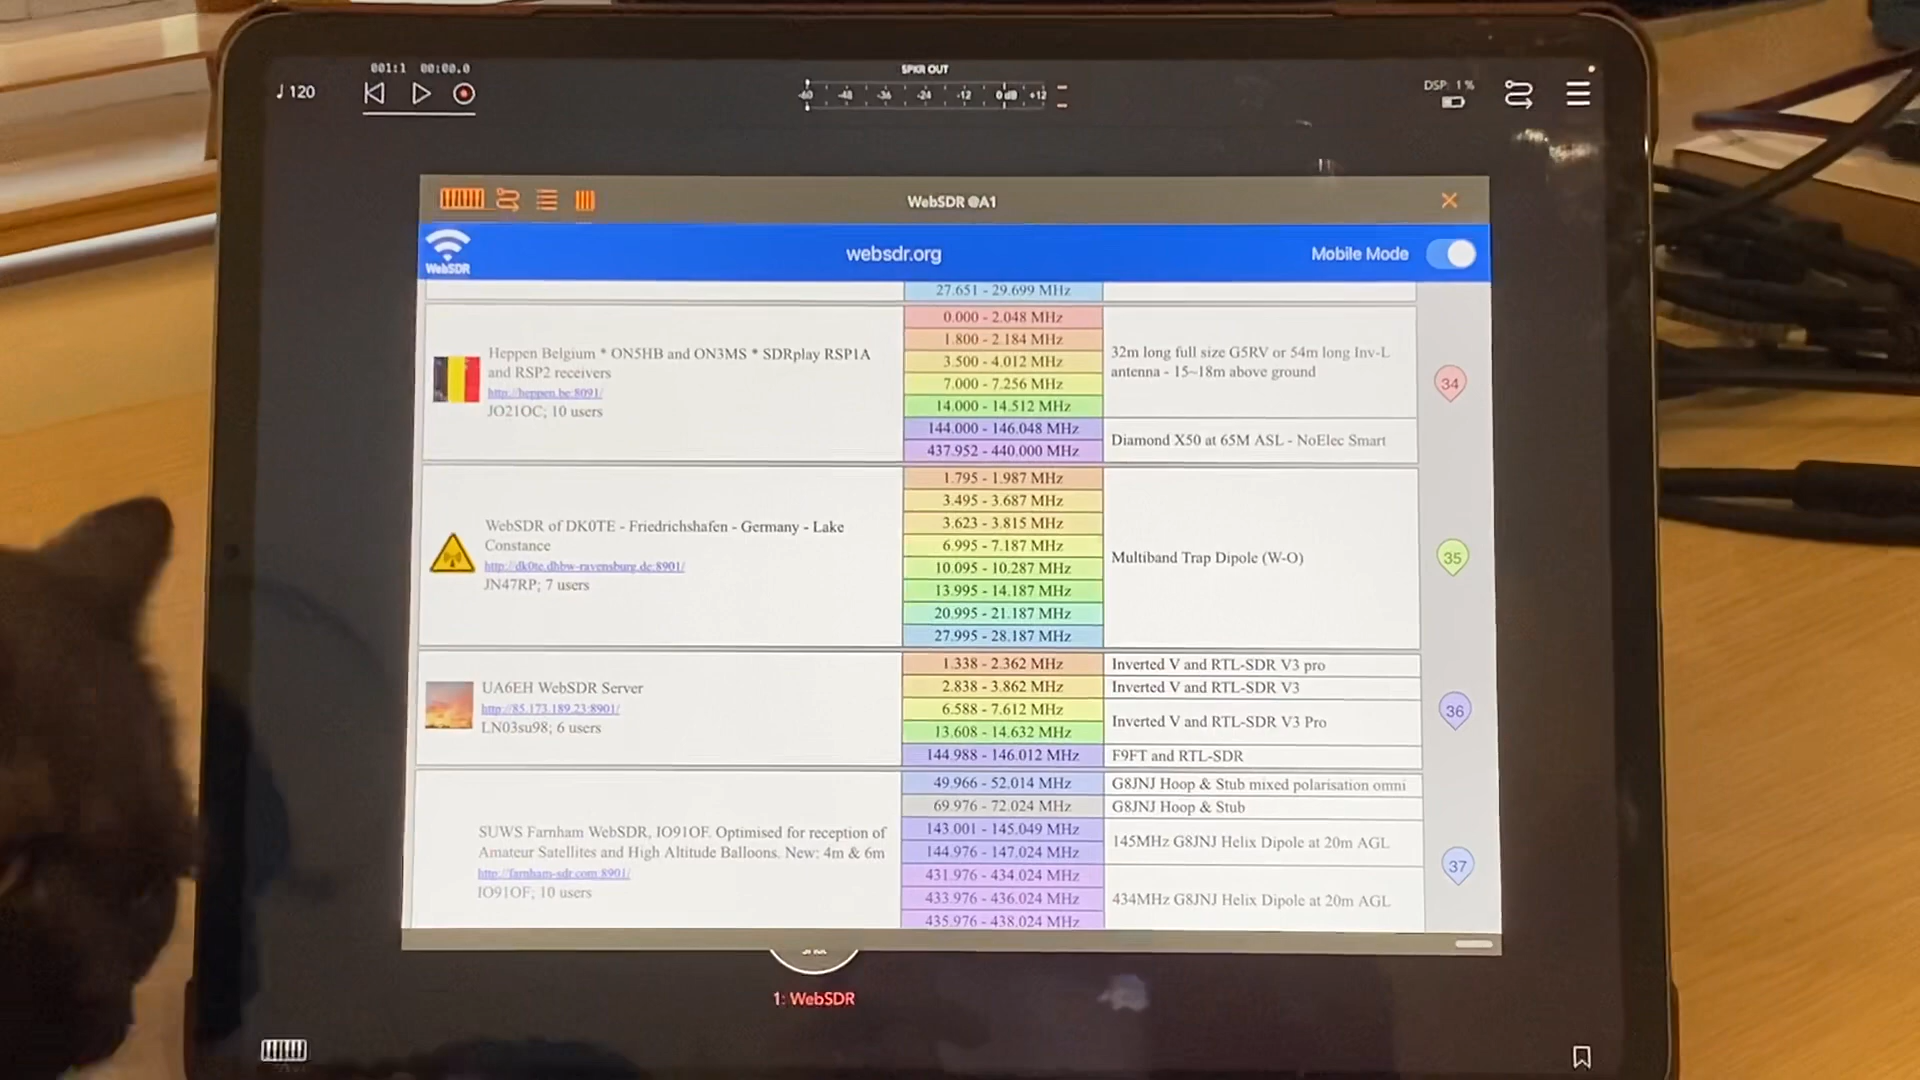 001:1 00:00.0
SPKR OUT
♩ 120
-60 -48 -36 -24 -12 0 dB +12
DSP: 1 %
WebSDR @A1
WebSDR
websdr.org
Mobile Mode
27.651 - 29.699 MHz
Heppen Belgium * ON5HB and ON3MS * SDRplay RSP1A
and RSP2 receivers
http://heppen.be:8091/
JO21OC; 10 users
0.000 - 2.048 MHz
1.800 - 2.184 MHz
3.500 - 4.012 MHz
7.000 - 7.256 MHz
14.000 - 14.512 MHz
144.000 - 146.048 MHz
437.952 - 440.000 MHz
32m long full size G5RV or 54m long Inv-L
antenna - 15~18m above ground
Diamond X50 at 65M ASL - NoElec Smart
34
WebSDR of DK0TE - Friedrichshafen - Germany - Lake
Constance
http://dk0te.dhbw-ravensburg.de:8901/
JN47RP; 7 users
1.795 - 1.987 MHz
3.495 - 3.687 MHz
3.623 - 3.815 MHz
6.995 - 7.187 MHz
10.095 - 10.287 MHz
13.995 - 14.187 MHz
20.995 - 21.187 MHz
27.995 - 28.187 MHz
Multiband Trap Dipole (W-O)
35
UA6EH WebSDR Server
http://85.173.189.23:8901/
LN03su98; 6 users
1.338 - 2.362 MHz
2.838 - 3.862 MHz
6.588 - 7.612 MHz
13.608 - 14.632 MHz
144.988 - 146.012 MHz
Inverted V and RTL-SDR V3 pro
Inverted V and RTL-SDR V3
Inverted V and RTL-SDR V3 Pro
F9FT and RTL-SDR
36
SUWS Farnham WebSDR, IO91OF. Optimised for reception of
Amateur Satellites and High Altitude Balloons. New: 4m & 6m
http://farnham-sdr.com:8901/
IO91OF; 10 users
49.966 - 52.014 MHz
69.976 - 72.024 MHz
143.001 - 145.049 MHz
144.976 - 147.024 MHz
431.976 - 434.024 MHz
433.976 - 436.024 MHz
435.976 - 438.024 MHz
G8JNJ Hoop & Stub mixed polarisation omni
G8JNJ Hoop & Stub
145MHz G8JNJ Helix Dipole at 20m AGL
434MHz G8JNJ Helix Dipole at 20m AGL
37
1: WebSDR